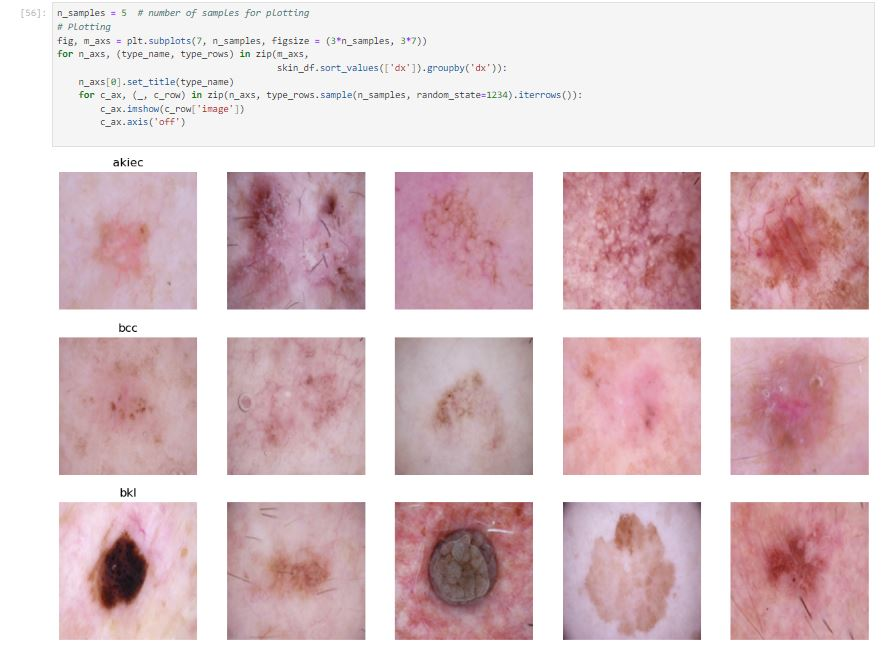 [56]:
n_samples = 5  # number of samples for plotting
# Plotting
fig, m_axs = plt.subplots(7, n_samples, figsize = (3*n_samples, 3*7))
for n_axs, (type_name, type_rows) in zip(m_axs,
                                         skin_df.sort_values(['dx']).groupby('dx')):
    n_axs[0].set_title(type_name)
    for c_ax, (_, c_row) in zip(n_axs, type_rows.sample(n_samples, random_state=1234).iterrows()):
        c_ax.imshow(c_row['image'])
        c_ax.axis('off')
akiec
bcc
bkl